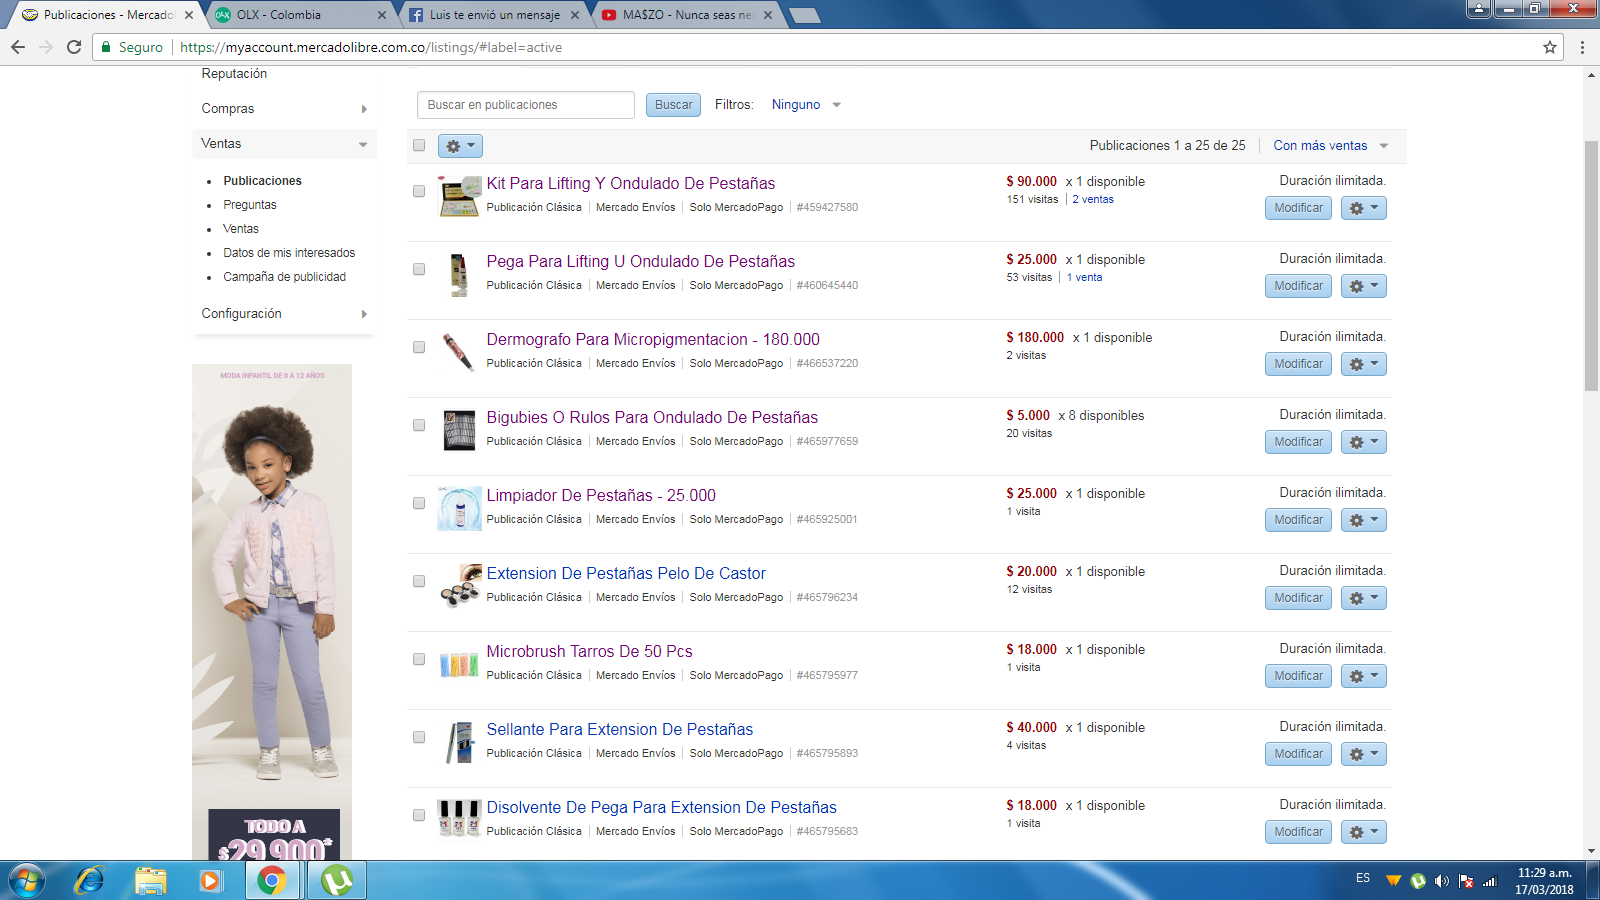 Publicaciones - Mercadol
OLX - Colombia
Luis te envió un mensaje
MA$ZO - Nunca seas ne
Seguro
https://myaccount.mercadolibre.com.co/listings/#label=active
Reputación
Compras
Ventas
Publicaciones
Preguntas
Ventas
Datos de mis interesados
Campaña de publicidad
Configuración
MODA INFANTIL DE 0 A 12 AÑOS
TODO A
$29.900*
Buscar en publicaciones
Buscar
Filtros: Ninguno
Publicaciones 1 a 25 de 25
Con más ventas
Kit Para Lifting Y Ondulado De Pestañas
Publicación Clásica | Mercado Envíos | Solo MercadoPago | #459427580
$ 90.000 x 1 disponible
151 visitas | 2 ventas
Duración ilimitada.
Modificar
Pega Para Lifting U Ondulado De Pestañas
Publicación Clásica | Mercado Envíos | Solo MercadoPago | #460645440
$ 25.000 x 1 disponible
53 visitas | 1 venta
Duración ilimitada.
Modificar
Dermografo Para Micropigmentacion - 180.000
Publicación Clásica | Mercado Envíos | Solo MercadoPago | #466537220
$ 180.000 x 1 disponible
2 visitas
Duración ilimitada.
Modificar
Bigubies O Rulos Para Ondulado De Pestañas
Publicación Clásica | Mercado Envíos | Solo MercadoPago | #465977659
$ 5.000 x 8 disponibles
20 visitas
Duración ilimitada.
Modificar
Limpiador De Pestañas - 25.000
Publicación Clásica | Mercado Envíos | Solo MercadoPago | #465925001
$ 25.000 x 1 disponible
1 visita
Duración ilimitada.
Modificar
Extension De Pestañas Pelo De Castor
Publicación Clásica | Mercado Envíos | Solo MercadoPago | #465796234
$ 20.000 x 1 disponible
12 visitas
Duración ilimitada.
Modificar
Microbrush Tarros De 50 Pcs
Publicación Clásica | Mercado Envíos | Solo MercadoPago | #465795977
$ 18.000 x 1 disponible
1 visita
Duración ilimitada.
Modificar
Sellante Para Extension De Pestañas
Publicación Clásica | Mercado Envíos | Solo MercadoPago | #465795893
$ 40.000 x 1 disponible
4 visitas
Duración ilimitada.
Modificar
Disolvente De Pega Para Extension De Pestañas
Publicación Clásica | Mercado Envíos | Solo MercadoPago | #465795683
$ 18.000 x 1 disponible
1 visita
Duración ilimitada.
Modificar
ES
11:29 a.m.
17/03/2018